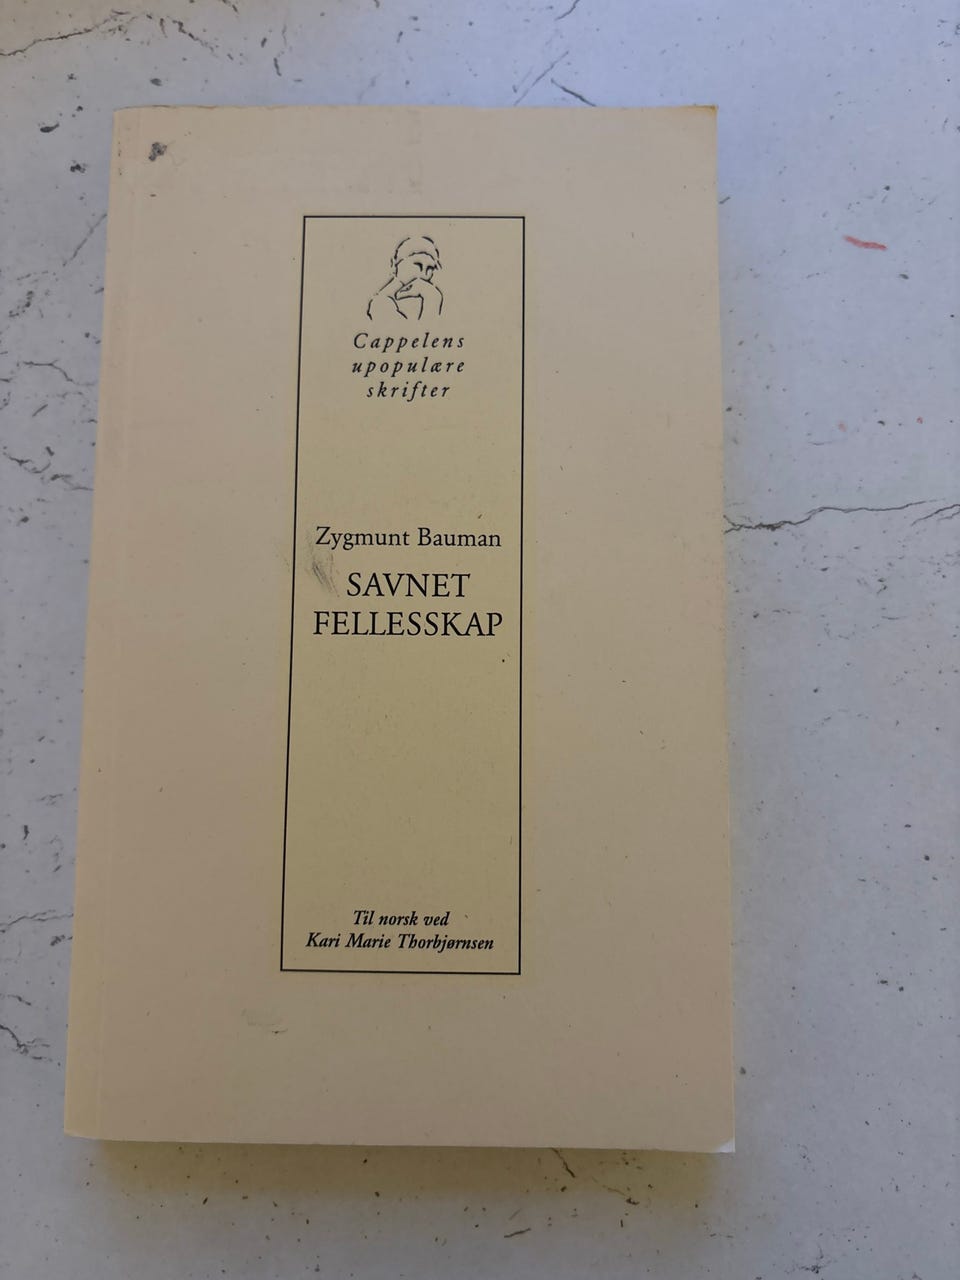 Cappelens
upopulære
skrifter
Zygmunt Bauman
SAVNET
FELLESSKAP
Til norsk ved
Kari Marie Thorbjørnsen